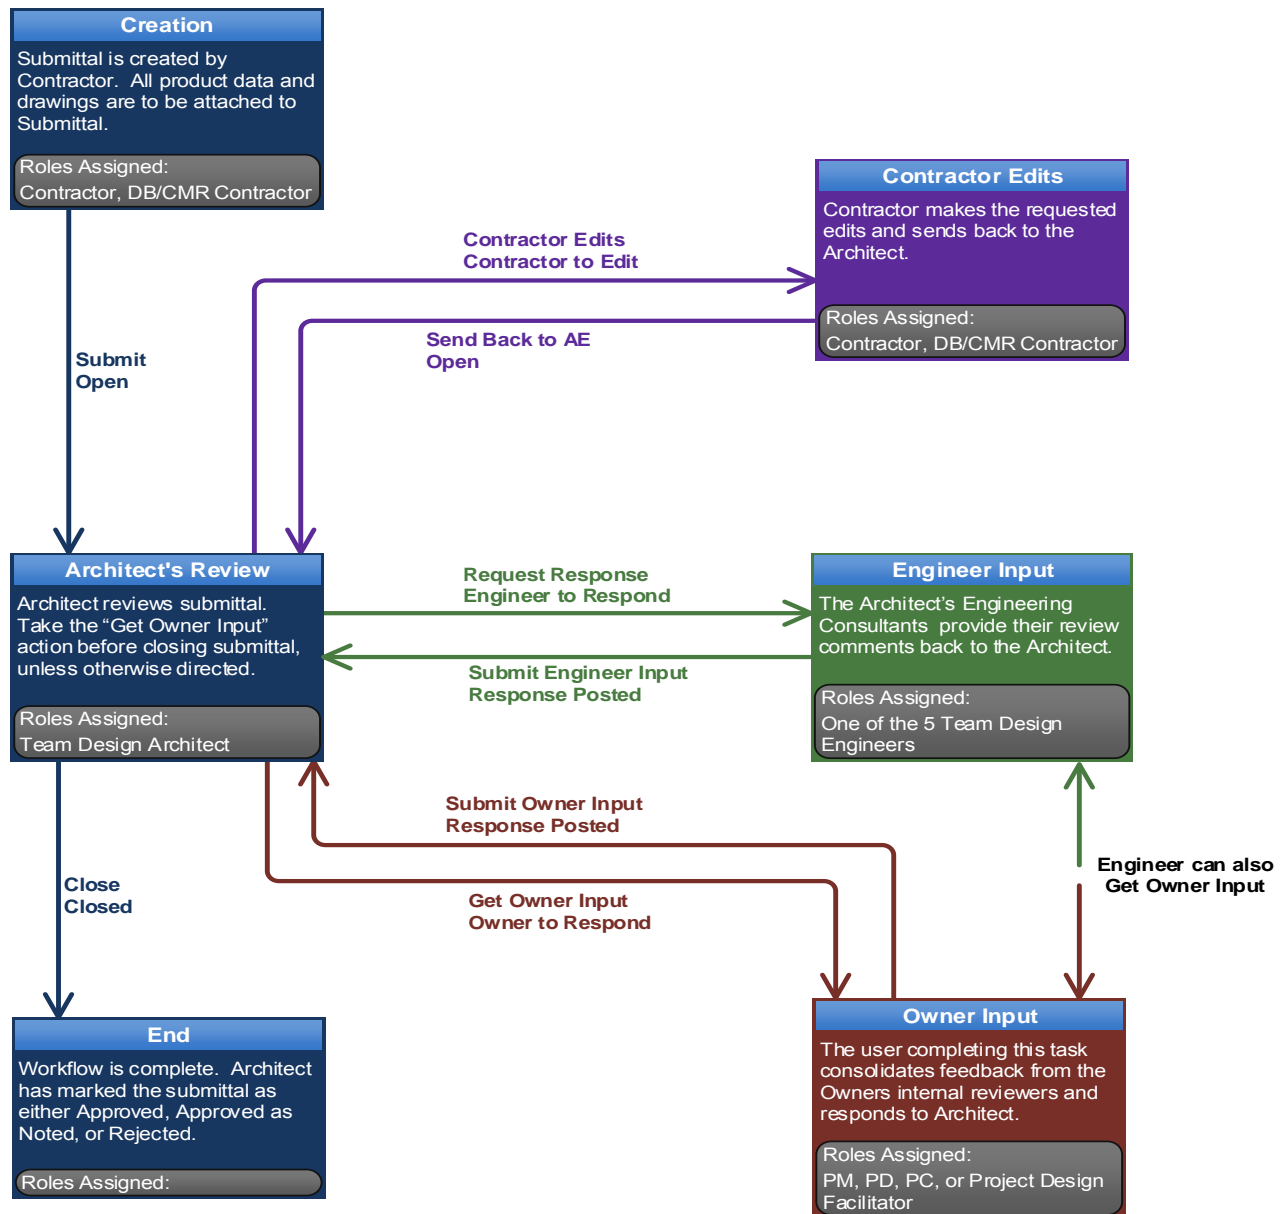 Creation
Submittal is created by
Contractor.  All product data and
drawings are to be attached to
Submittal.
Roles Assigned:
Contractor, DB/CMR Contractor
Contractor Edits
Contractor makes the requested
edits and sends back to the
Architect.
Roles Assigned:
Contractor, DB/CMR Contractor
Contractor Edits
Contractor to Edit
Send Back to AE
Open
Submit
Open
Architect's Review
Architect reviews submittal.
Take the “Get Owner Input”
action before closing submittal,
unless otherwise directed.
Roles Assigned:
Team Design Architect
Request Response
Engineer to Respond
Submit Engineer Input
Response Posted
Engineer Input
The Architect’s Engineering
Consultants  provide their review
comments back to the Architect.
Roles Assigned:
One of the 5 Team Design
Engineers
Submit Owner Input
Response Posted
Get Owner Input
Owner to Respond
Engineer can also
Get Owner Input
Close
Closed
End
Workflow is complete.  Architect
has marked the submittal as
either Approved, Approved as
Noted, or Rejected.
Roles Assigned:
Owner Input
The user completing this task
consolidates feedback from the
Owners internal reviewers and
responds to Architect.
Roles Assigned:
PM, PD, PC, or Project Design
Facilitator